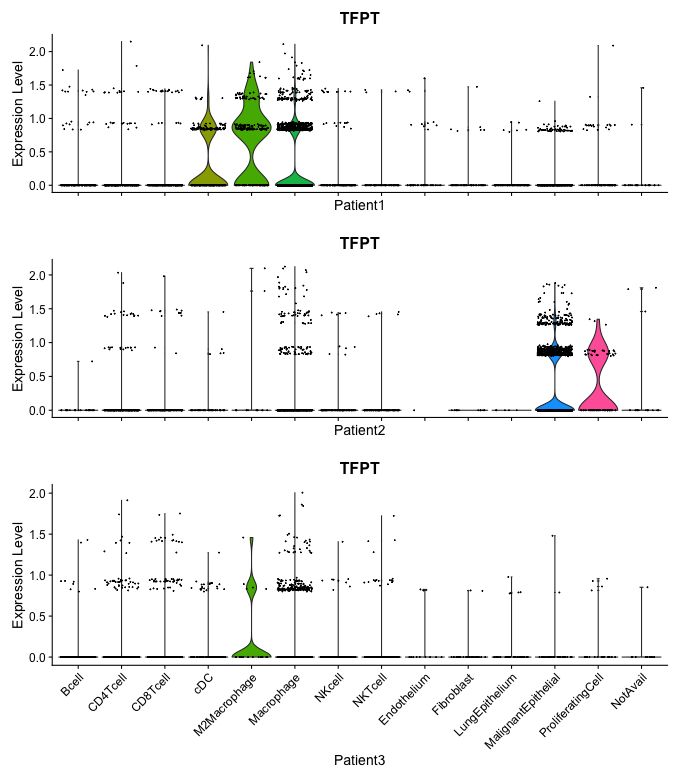 TFPT
Expression Level
2.0
1.5
1.0
0.5
0.0
Patient1
TFPT
Expression Level
2.0
1.5
1.0
0.5
0.0
Patient2
TFPT
Expression Level
2.0
1.5
1.0
0.5
0.0
Bcell
CD4Tcell
CD8Tcell
cDC
M2Macrophage
Macrophage
NKcell
NKTcell
Endothelium
Fibroblast
LungEpithelium
MalignantEpithelial
ProliferatingCell
NotAvail
Patient3